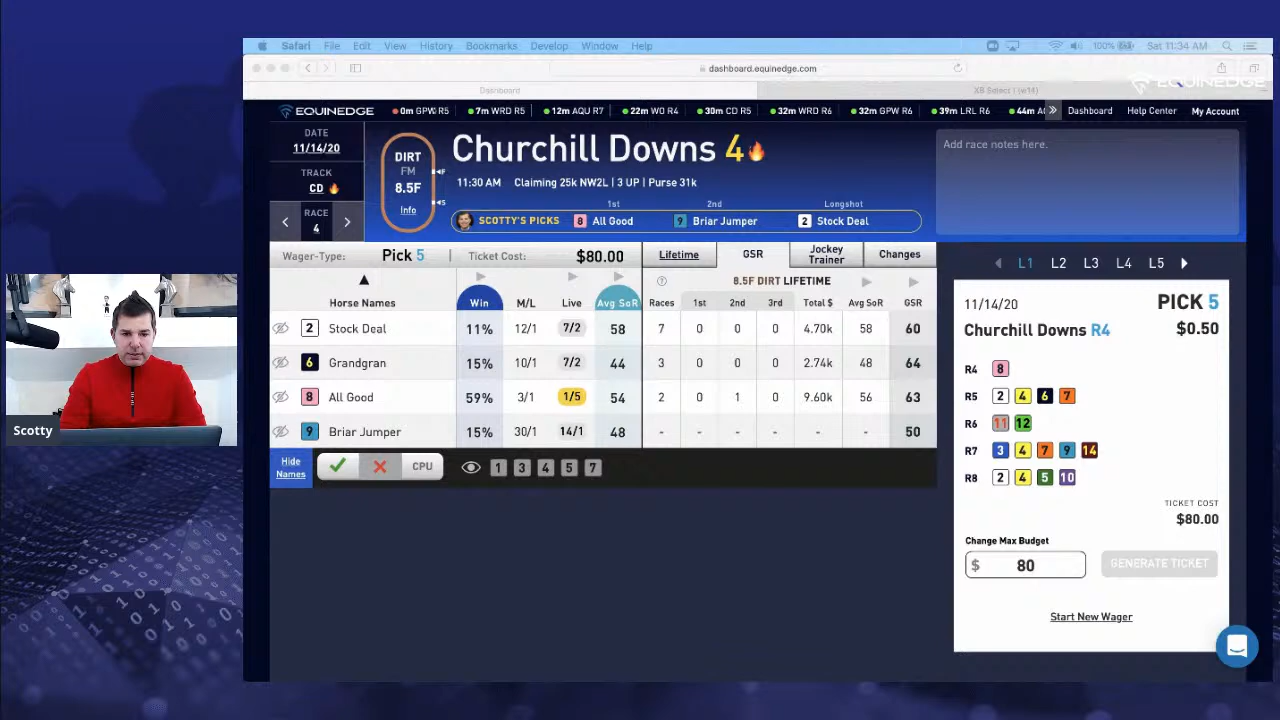 Safari File Edit View History Bookmarks Develop Window Help 100% Sat 11:34 AM
dashboard.equinedge.com
Dashboard XB Select | (w14)
EQUINEDGE
EQUINEDGE 0m GPW R5 7m WRD R5 12m AQU R7 22m WO R4 30m CD R5 32m WRD R6 32m GPW R6 39m LRL R6 44m » Dashboard Help Center My Account
DATE
11/14/20
TRACK
CD
RACE
4
DIRT
FM
8.5F
Info
F
S
Churchill Downs 4
11:30 AM Claiming 25k NW2L | 3 UP | Purse 31k
1st 2nd Longshot
SCOTTY'S PICKS 8 All Good 9 Briar Jumper 2 Stock Deal
Add race notes here.
Wager-Type: Pick 5 | Ticket Cost: $80.00
Lifetime GSR Jockey Trainer Changes
8.5F DIRT LIFETIME
Horse Names Win M/L Live Avg SoR Races 1st 2nd 3rd Total $ Avg SoR GSR
2 Stock Deal 11% 12/1 7/2 58 7 0 0 0 4.70k 58 60
6 Grandgran 15% 10/1 7/2 44 3 0 0 0 2.74k 48 64
8 All Good 59% 3/1 1/5 54 2 0 1 0 9.60k 56 63
9 Briar Jumper 15% 30/1 14/1 48 - - - - - - 50
Hide Names CPU 1 3 4 5 7
L1 L2 L3 L4 L5
11/14/20 PICK 5
Churchill Downs R4 $0.50
R4 8
R5 2 4 6 7
R6 11 12
R7 3 4 7 9 14
R8 2 4 5 10
TICKET COST
$80.00
Change Max Budget
$ 80 GENERATE TICKET
Start New Wager
Scotty